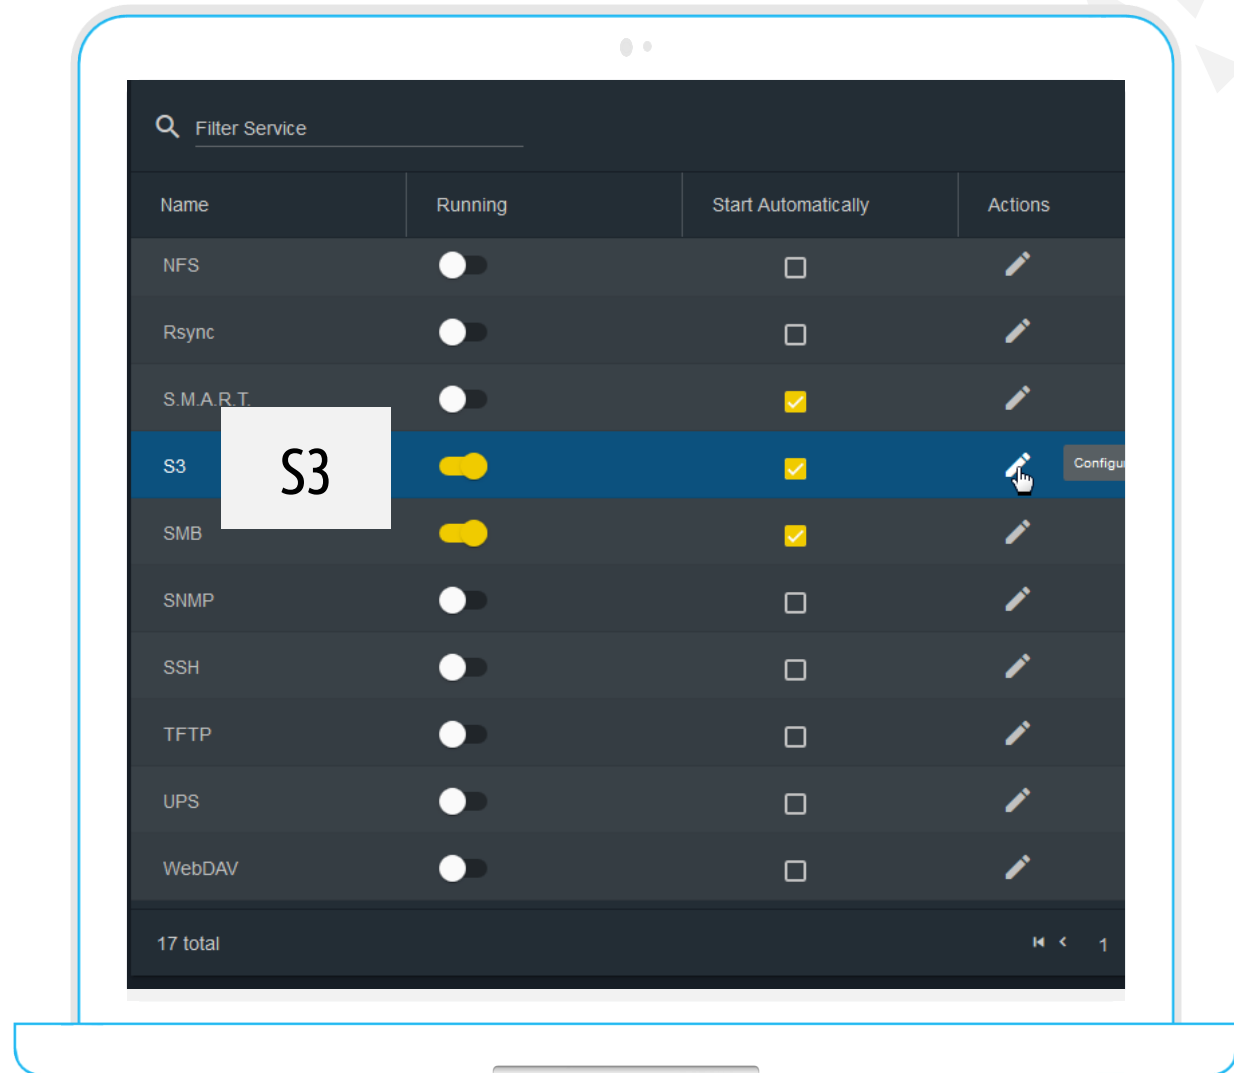 Filter Service
Name Running Start Automatically Actions
NFS
Rsync
S.M.A.R.T.
S3
S3
Configu
SMB
SNMP
SSH
TFTP
UPS
WebDAV
17 total 1